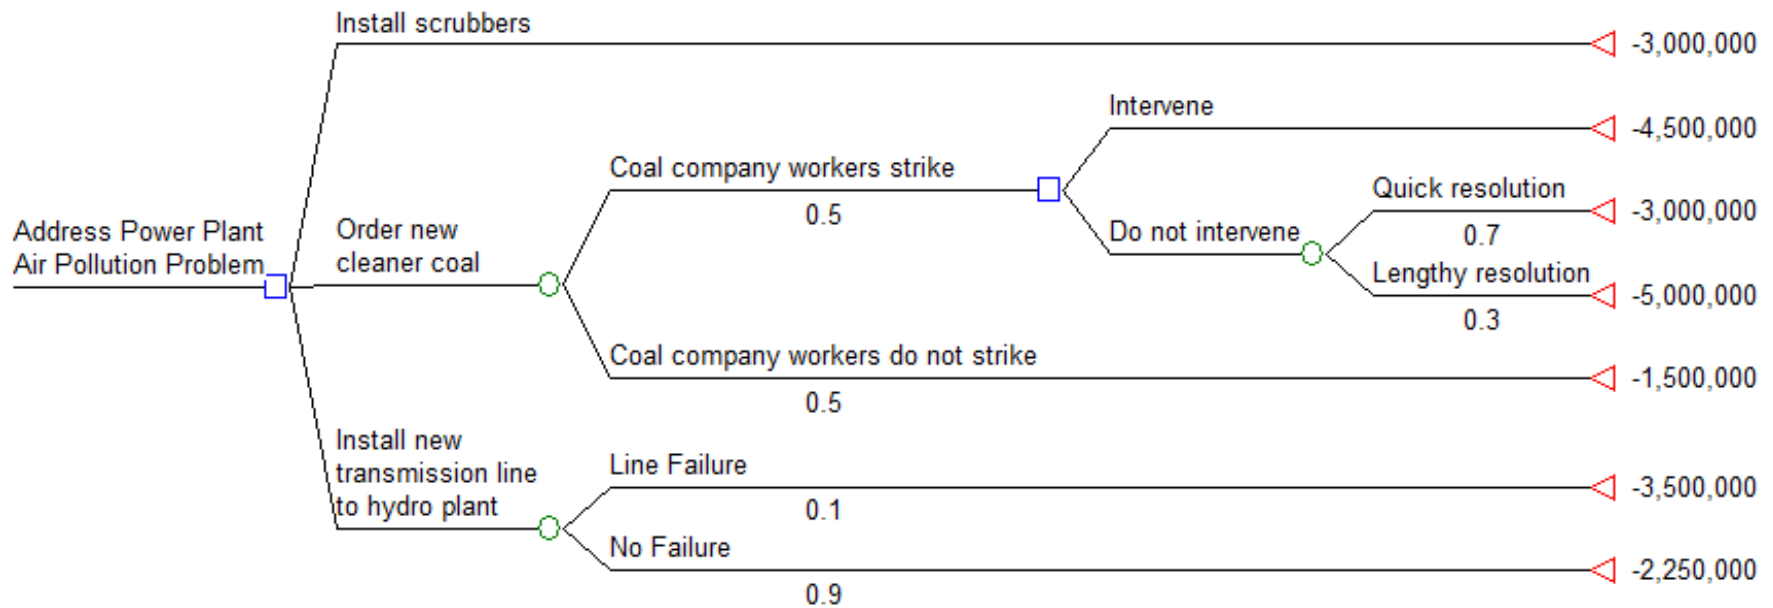 Install scrubbers
-3,000,000
Intervene
-4,500,000
Coal company workers strike
0.5
Quick resolution
-3,000,000
0.7
Do not intervene
Lengthy resolution
-5,000,000
0.3
Address Power Plant
Air Pollution Problem
Order new
cleaner coal
Coal company workers do not strike
-1,500,000
0.5
Install new
transmission line
to hydro plant
Line Failure
-3,500,000
0.1
No Failure
-2,250,000
0.9